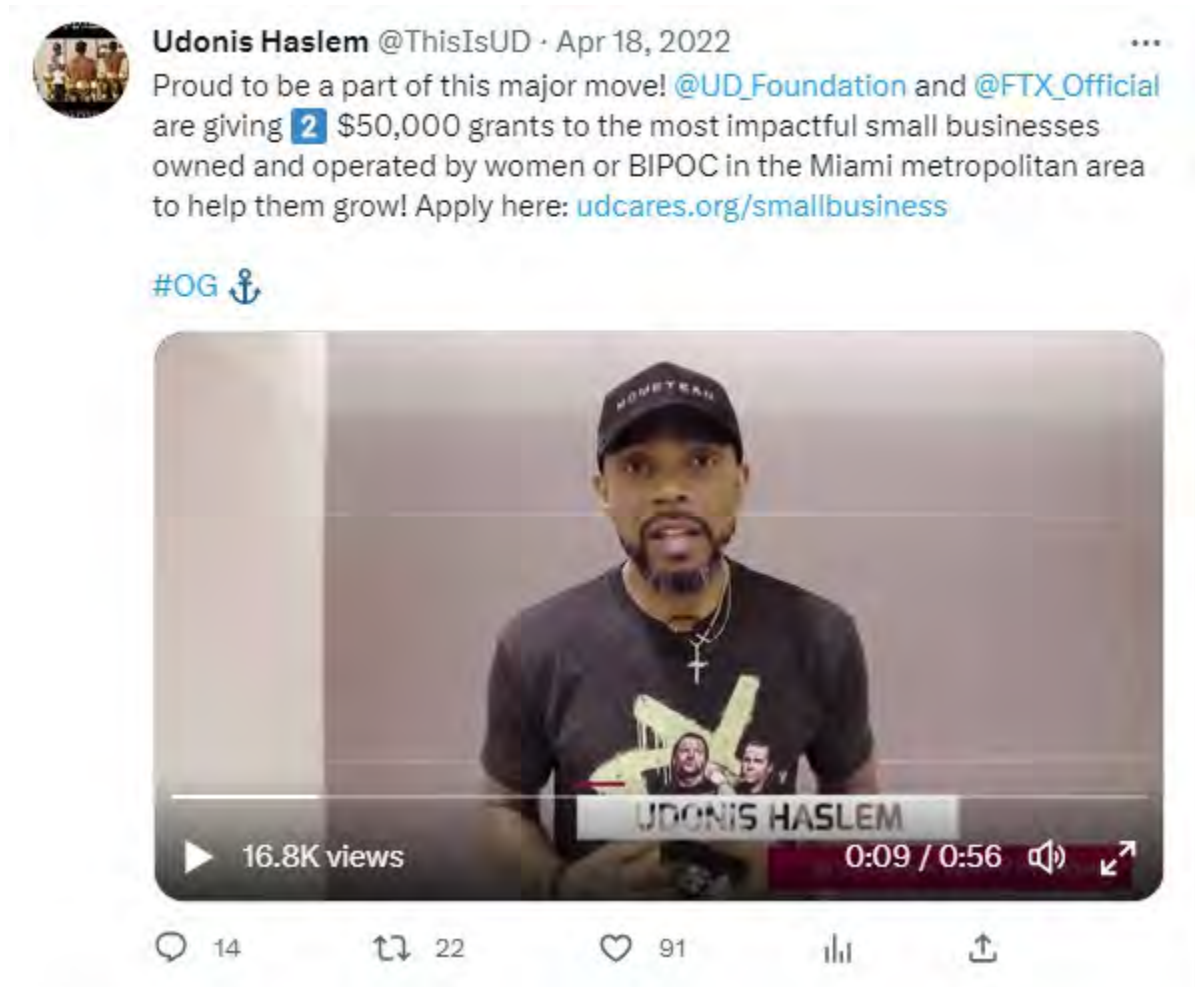 Udonis Haslem @ThisIsUD · Apr 18, 2022
Proud to be a part of this major move! @UD_Foundation and @FTX_Official
are giving 2️⃣ $50,000 grants to the most impactful small businesses
owned and operated by women or BIPOC in the Miami metropolitan area
to help them grow! Apply here: udcares.org/smallbusiness
#OG ⚓
HOMETEAM
UDONIS HASLEM
16.8K views
0:09 / 0:56
14 22 91